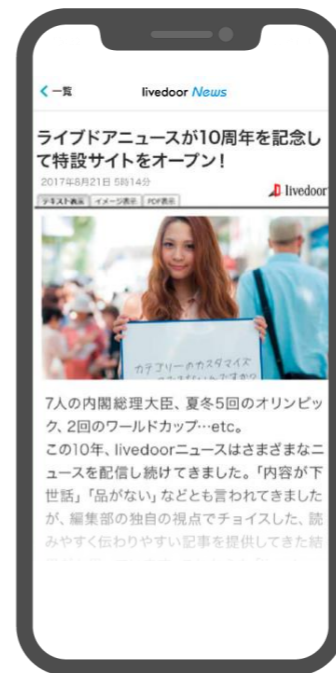 一覧
livedoor News
ライブドアニュースが10周年を記念し
て特設サイトをオープン！
2017年8月21日 5時14分
livedoor
テキスト表示 イメージ表示 PDF表示
カテゴリーのカスタマイズ
7人の内閣総理大臣、夏冬5回のオリンピッ
ク、2回のワールドカップ…etc。
この10年、livedoorニュースはさまざまなニ
ュースを配信し続けてきました。「内容が下
世話」「品がない」などとも言われてきました
が、編集部の独自の視点でチョイスした、読
みやすく伝わりやすい記事を提供してきた結